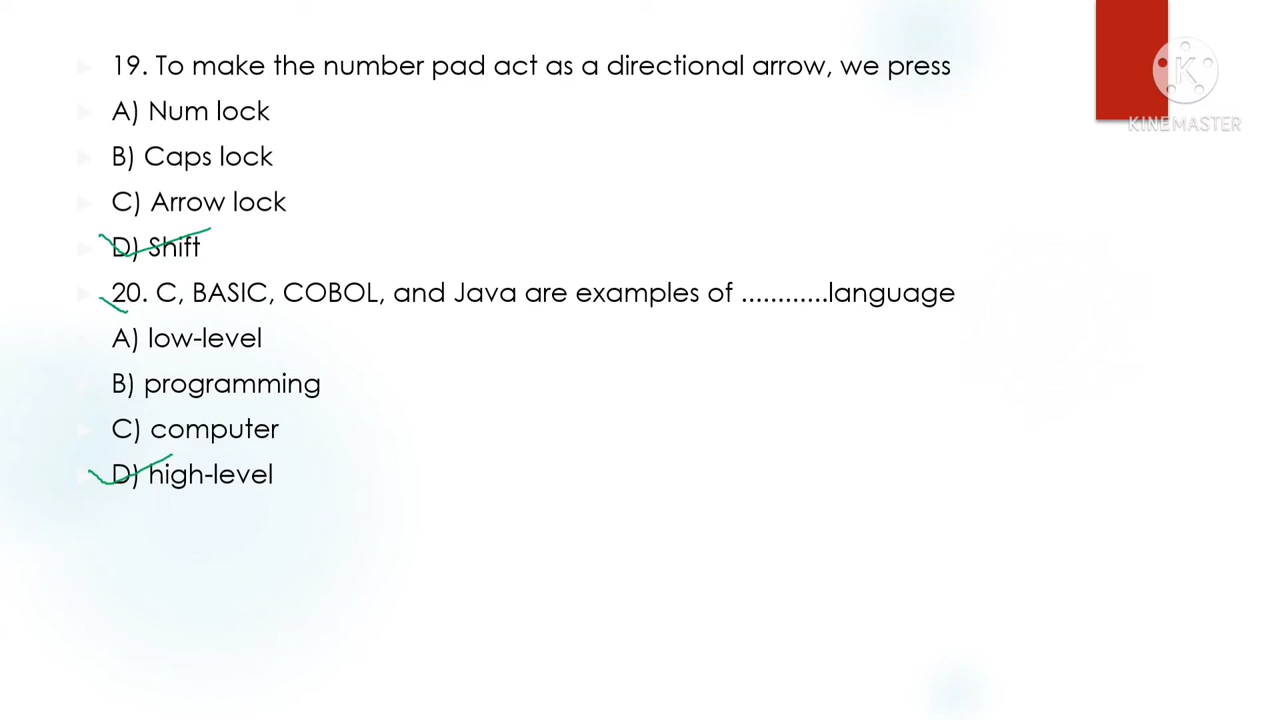 19. To make the number pad act as a directional arrow, we press
A) Num lock
B) Caps lock
C) Arrow lock
D) Shift
20. C, BASIC, COBOL, and Java are examples of ............language
A) low-level
B) programming
C) computer
D) high-level
K
KINEMASTER